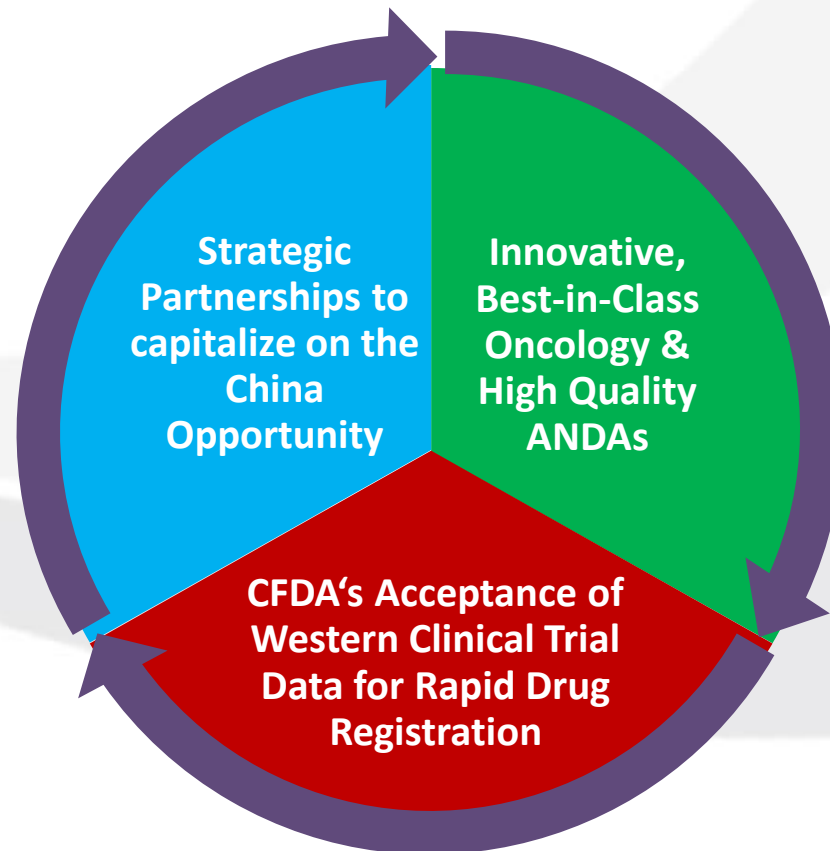 Strategic
Partnerships to
capitalize on the
China
Opportunity
Innovative,
Best-in-Class
Oncology &
High Quality
ANDAs
CFDA‘s Acceptance of
Western Clinical Trial
Data for Rapid Drug
Registration